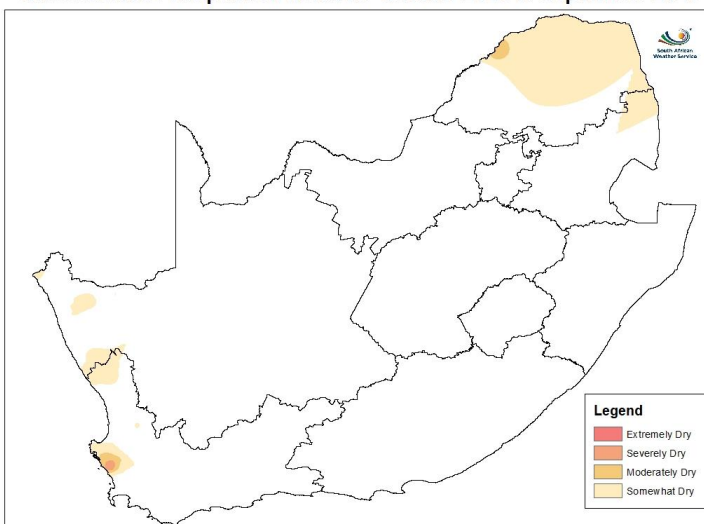 South African
Weather Service
Legend
Extremely Dry
Severely Dry
Moderately Dry
Somewhat Dry